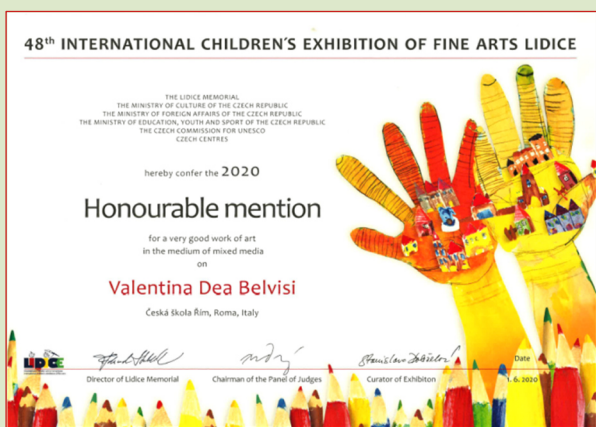 48th INTERNATIONAL CHILDREN´S EXHIBITION OF FINE ARTS LIDICE
THE LIDICE MEMORIAL
THE MINISTRY OF CULTURE OF THE CZECH REPUBLIC
THE MINISTRY OF FOREIGN AFFAIRS OF THE CZECH REPUBLIC
THE MINISTRY OF EDUCATION, YOUTH AND SPORT OF THE CZECH REPUBLIC
THE CZECH COMMISSION FOR UNESCO
CZECH CENTRES
hereby confer the 2020
Honourable mention
for a very good work of art
in the medium of mixed media
on
Valentina Dea Belvisi
Česká škola Řím, Roma, Italy
LIDICE
Date
Director of Lidice Memorial Chairman of the Panel of Judges Curator of Exhibiton 1. 6. 2020